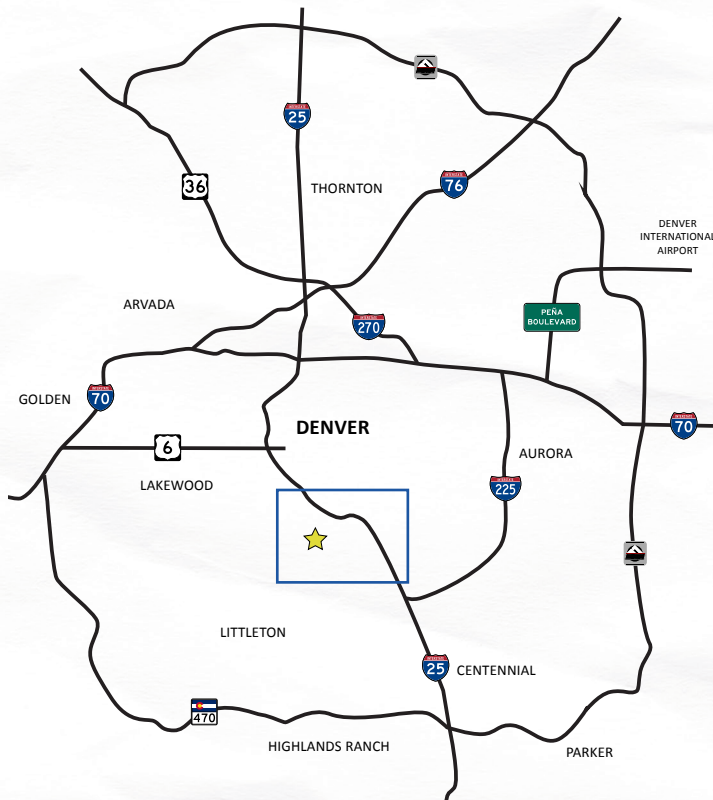 25
36
THORNTON
76
DENVER
INTERNATIONAL
AIRPORT
ARVADA
270
PEÑA
BOULEVARD
GOLDEN
70
DENVER
70
6
AURORA
LAKEWOOD
225
LITTLETON
25
CENTENNIAL
470
HIGHLANDS RANCH
PARKER